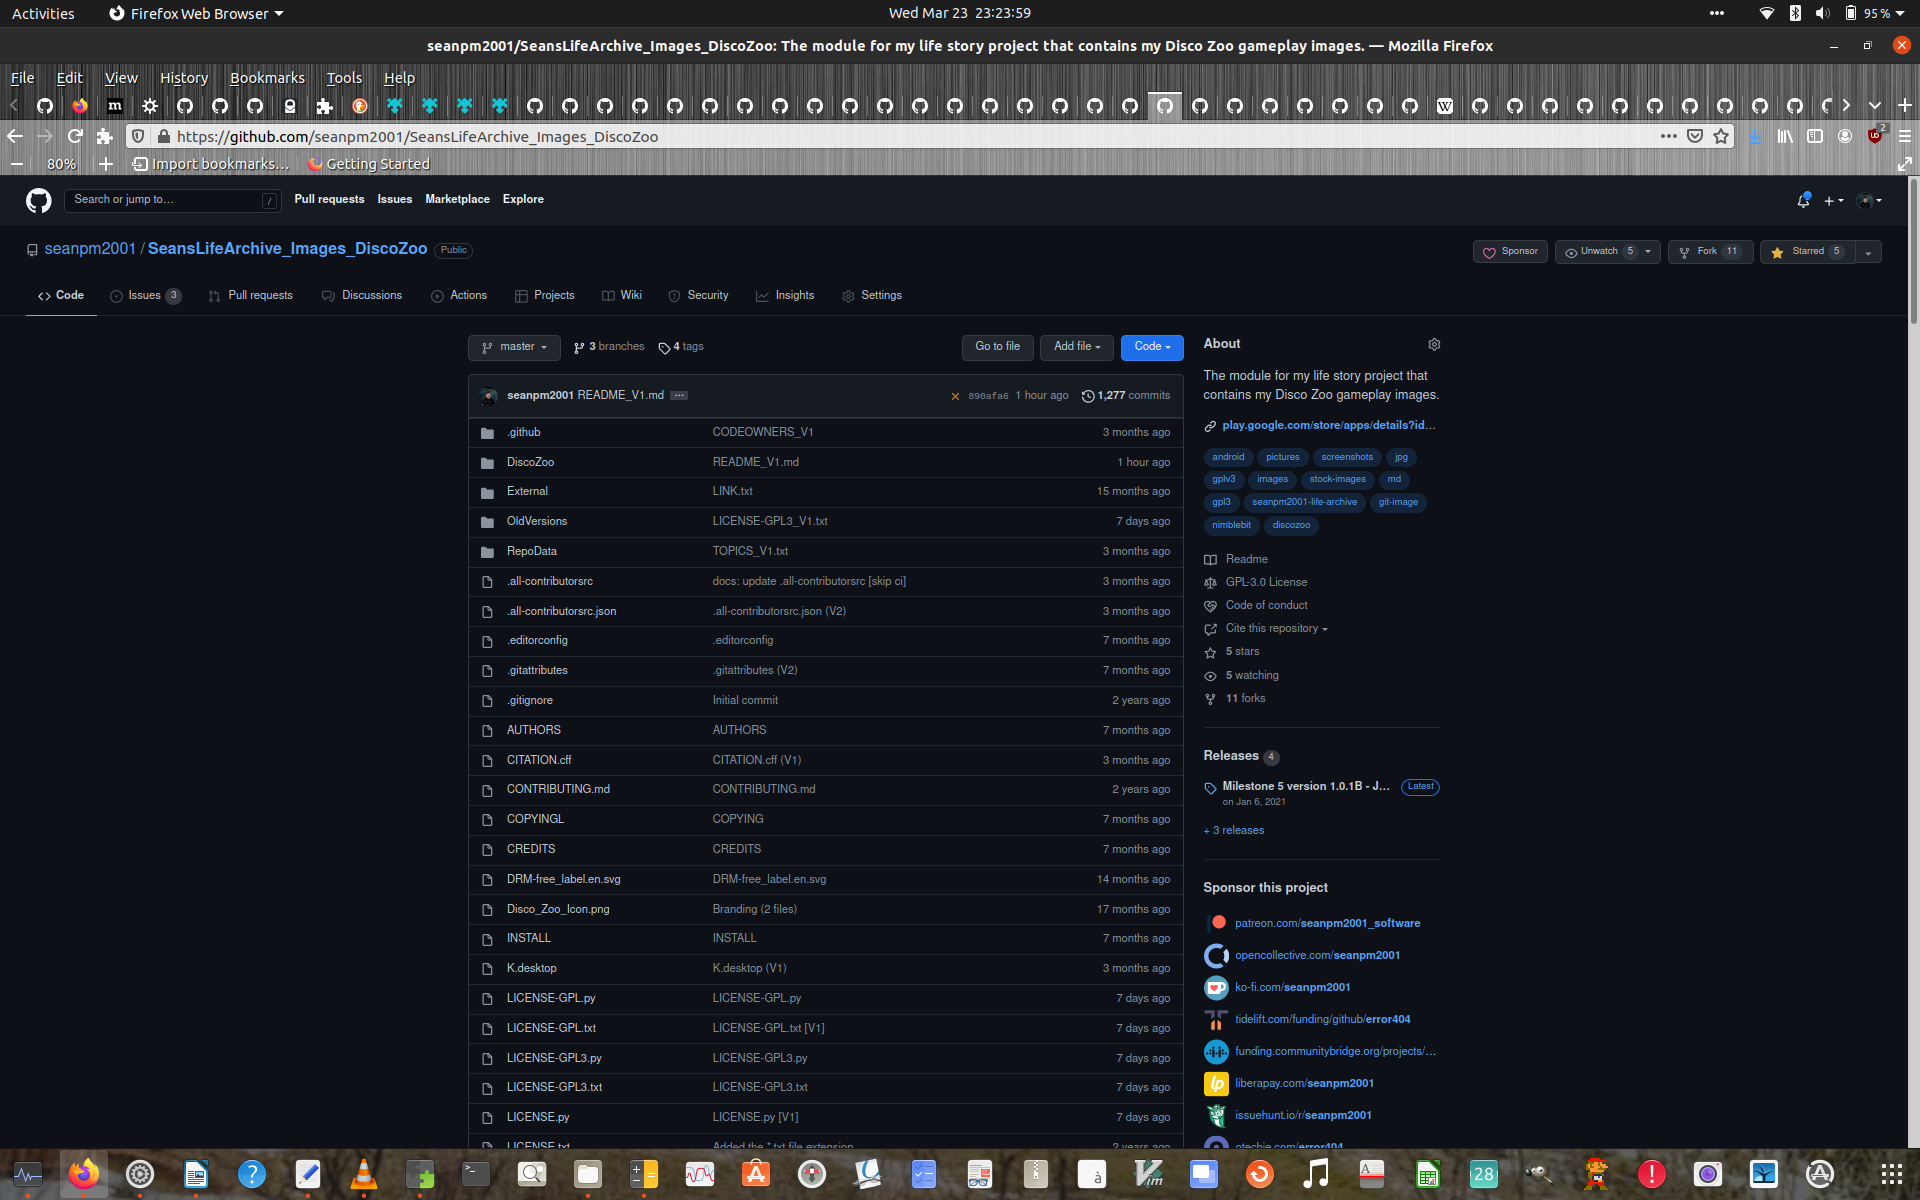 Activities
Firefox Web Browser
Wed Mar 23 23:23:59
95 %
seanpm2001/SeansLifeArchive_Images_DiscoZoo: The module for my life story project that contains my Disco Zoo gameplay images. — Mozilla Firefox
File Edit View History Bookmarks Tools Help
https://github.com/seanpm2001/SeansLifeArchive_Images_DiscoZoo
2
80%
Import bookmarks…
Getting Started
Search or jump to…
/
Pull requests
Issues
Marketplace
Explore
seanpm2001 / SeansLifeArchive_Images_DiscoZoo
Public
Sponsor
Unwatch 5
Fork 11
Starred 5
Code
Issues 3
Pull requests
Discussions
Actions
Projects
Wiki
Security
Insights
Settings
master
3 branches
4 tags
Go to file
Add file
Code
seanpm2001 README_V1.md
890afa6 1 hour ago
1,277 commits
.github CODEOWNERS_V1 3 months ago
DiscoZoo README_V1.md 1 hour ago
External LINK.txt 15 months ago
OldVersions LICENSE-GPL3_V1.txt 7 days ago
RepoData TOPICS_V1.txt 3 months ago
.all-contributorsrc docs: update .all-contributorsrc [skip ci] 3 months ago
.all-contributorsrc.json .all-contributorsrc.json (V2) 3 months ago
.editorconfig .editorconfig 7 months ago
.gitattributes .gitattributes (V2) 7 months ago
.gitignore Initial commit 2 years ago
AUTHORS AUTHORS 7 months ago
CITATION.cff CITATION.cff (V1) 3 months ago
CONTRIBUTING.md CONTRIBUTING.md 2 years ago
COPYINGL COPYING 7 months ago
CREDITS CREDITS 7 months ago
DRM-free_label.en.svg DRM-free_label.en.svg 14 months ago
Disco_Zoo_Icon.png Branding (2 files) 17 months ago
INSTALL INSTALL 7 months ago
K.desktop K.desktop (V1) 3 months ago
LICENSE-GPL.py LICENSE-GPL.py 7 days ago
LICENSE-GPL.txt LICENSE-GPL.txt [V1] 7 days ago
LICENSE-GPL3.py LICENSE-GPL3.py 7 days ago
LICENSE-GPL3.txt LICENSE-GPL3.txt 7 days ago
LICENSE.py LICENSE.py [V1] 7 days ago
LICENSE.txt Added the *.txt file extension 2 years ago
About
The module for my life story project that
contains my Disco Zoo gameplay images.
play.google.com/store/apps/details?id…
android pictures screenshots jpg
gplv3 images stock-images md
gpl3 seanpm2001-life-archive git-image
nimblebit discozoo
Readme
GPL-3.0 License
Code of conduct
Cite this repository
5 stars
5 watching
11 forks
Releases 4
Milestone 5 version 1.0.1B - J… Latest
on Jan 6, 2021
+ 3 releases
Sponsor this project
patreon.com/seanpm2001_software
opencollective.com/seanpm2001
ko-fi.com/seanpm2001
tidelift.com/funding/github/error404
funding.communitybridge.org/projects/…
liberapay.com/seanpm2001
issuehunt.io/r/seanpm2001
otechie.com/error404
28